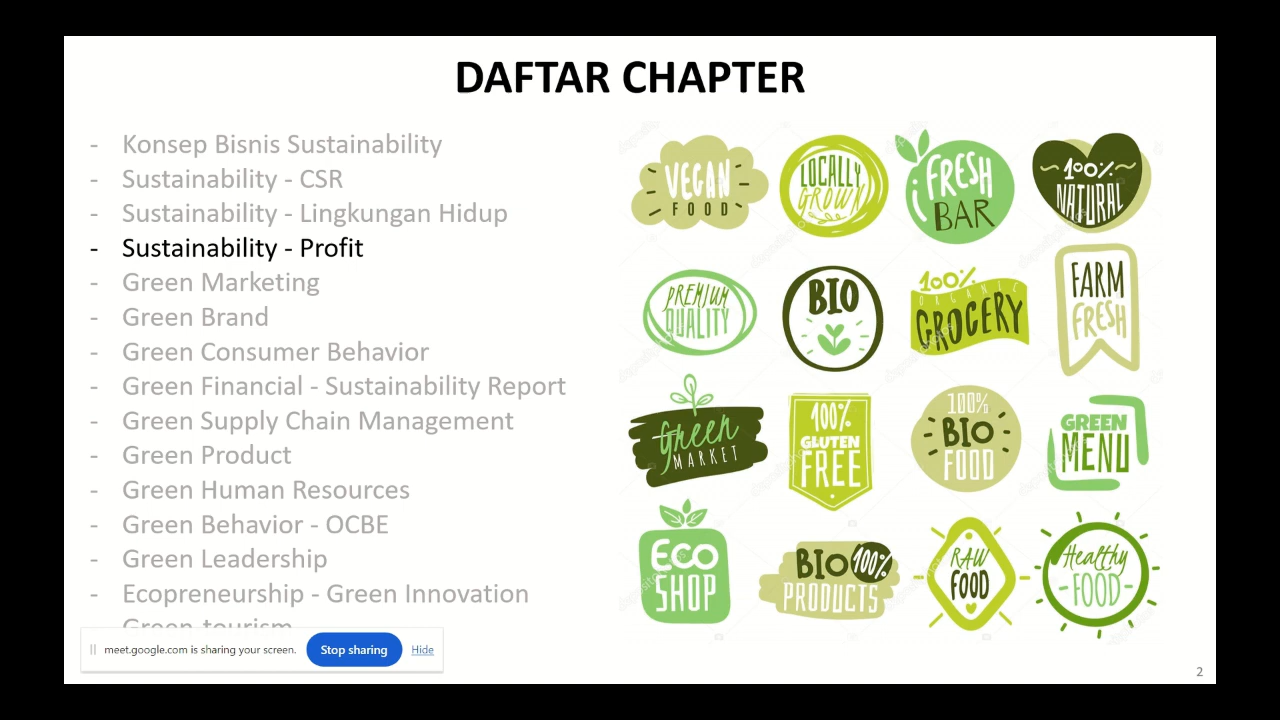 DAFTAR CHAPTER
- Konsep Bisnis Sustainability
- Sustainability - CSR
- Sustainability - Lingkungan Hidup
- Sustainability - Profit
- Green Marketing
- Green Brand
- Green Consumer Behavior
- Green Financial - Sustainability Report
- Green Supply Chain Management
- Green Product
- Green Human Resources
- Green Behavior - OCBE
- Green Leadership
- Ecopreneurship - Green Innovation
- Green tourism
VEGAN
FOOD
LOCALLY
GROWN
FRESH
BAR
100%
NATURAL
PREMIUM
QUALITY
BIO
100%
ORGANIC
GROCERY
FARM
FRESH
Green
MARKET
100%
GLUTEN
FREE
100%
BIO
FOOD
GREEN
MENU
ECO
SHOP
BIO 100%
PRODUCTS
RAW
FOOD
Healthy
FOOD
meet.google.com is sharing your screen. Stop sharing Hide
2